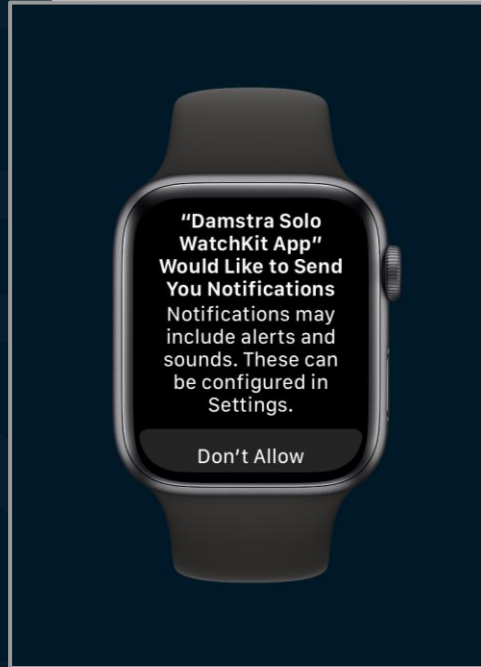 "Damstra Solo
WatchKit App"
Would Like to Send
You Notifications
Notifications may
include alerts and
sounds. These can
be configured in
Settings.
Don't Allow